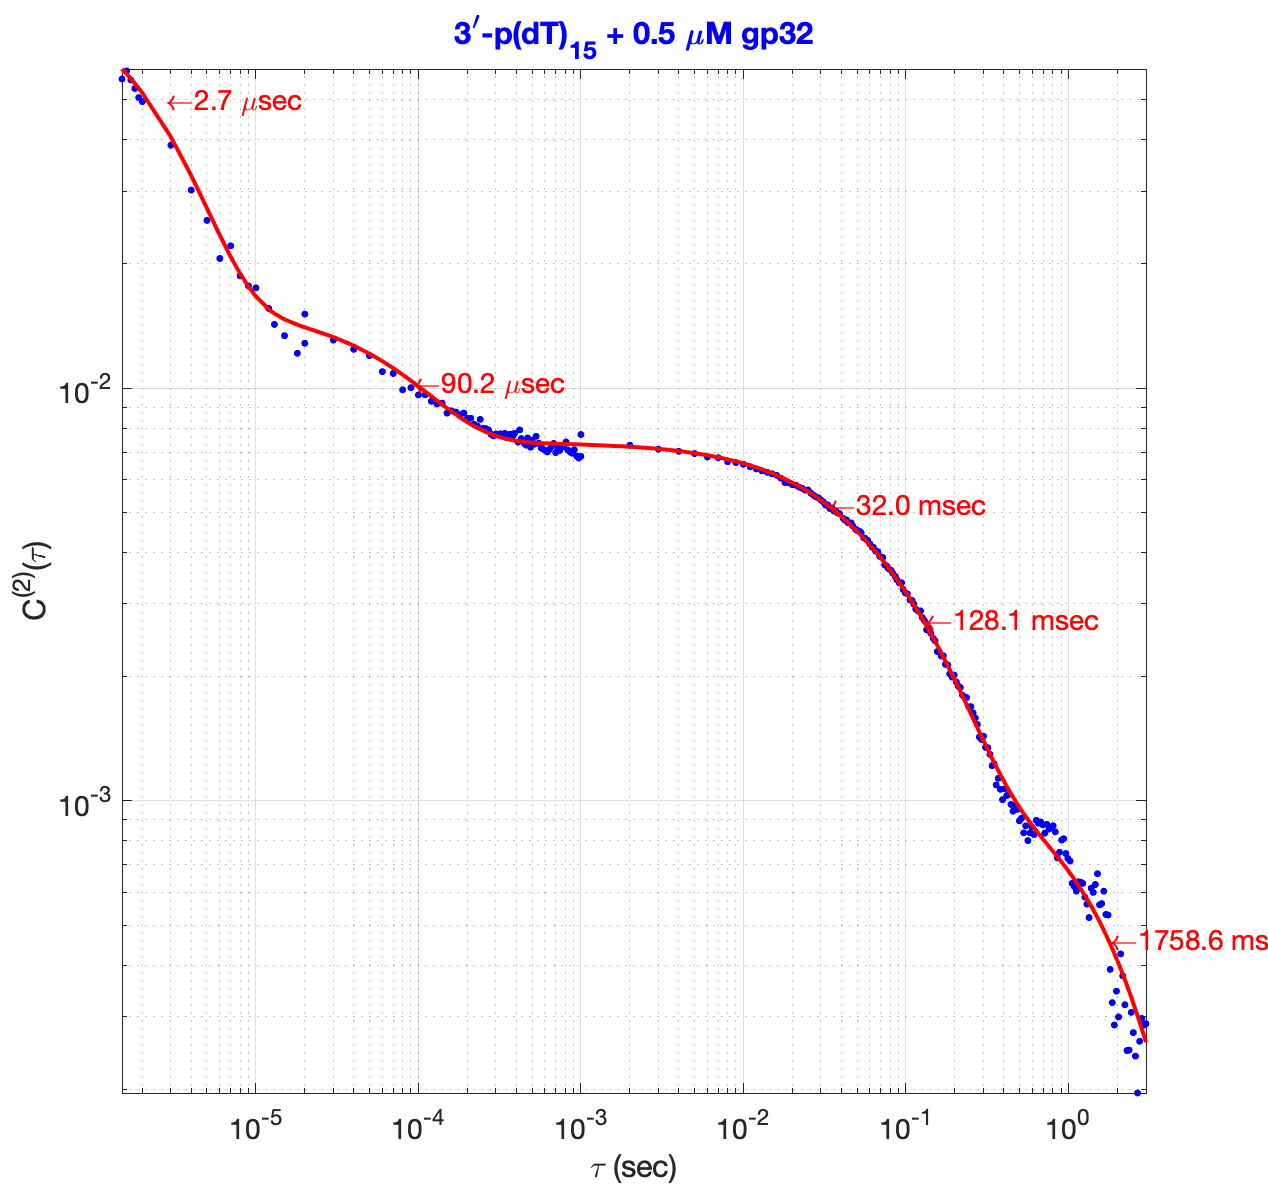 3′-p(dT)₁₅ + 0.5 μM gp32
←2.7 μsec
←90.2 μsec
←32.0 msec
←128.1 msec
←1758.6 ms
10⁻²
10⁻³
C⁽²⁾(τ)
10⁻⁵ 10⁻⁴ 10⁻³ 10⁻² 10⁻¹ 10⁰
τ (sec)